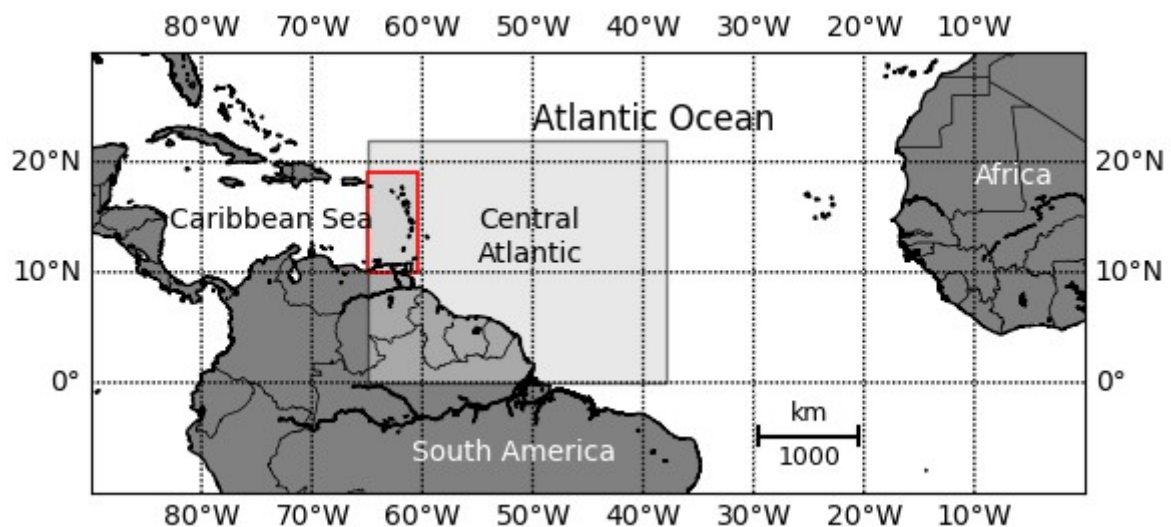 80°W 70°W 60°W 50°W 40°W 30°W 20°W 10°W
Atlantic Ocean
20°N 20°N
Africa
Caribbean Sea
Central
Atlantic
10°N 10°N
0° 0°
km
1000
South America
80°W 70°W 60°W 50°W 40°W 30°W 20°W 10°W